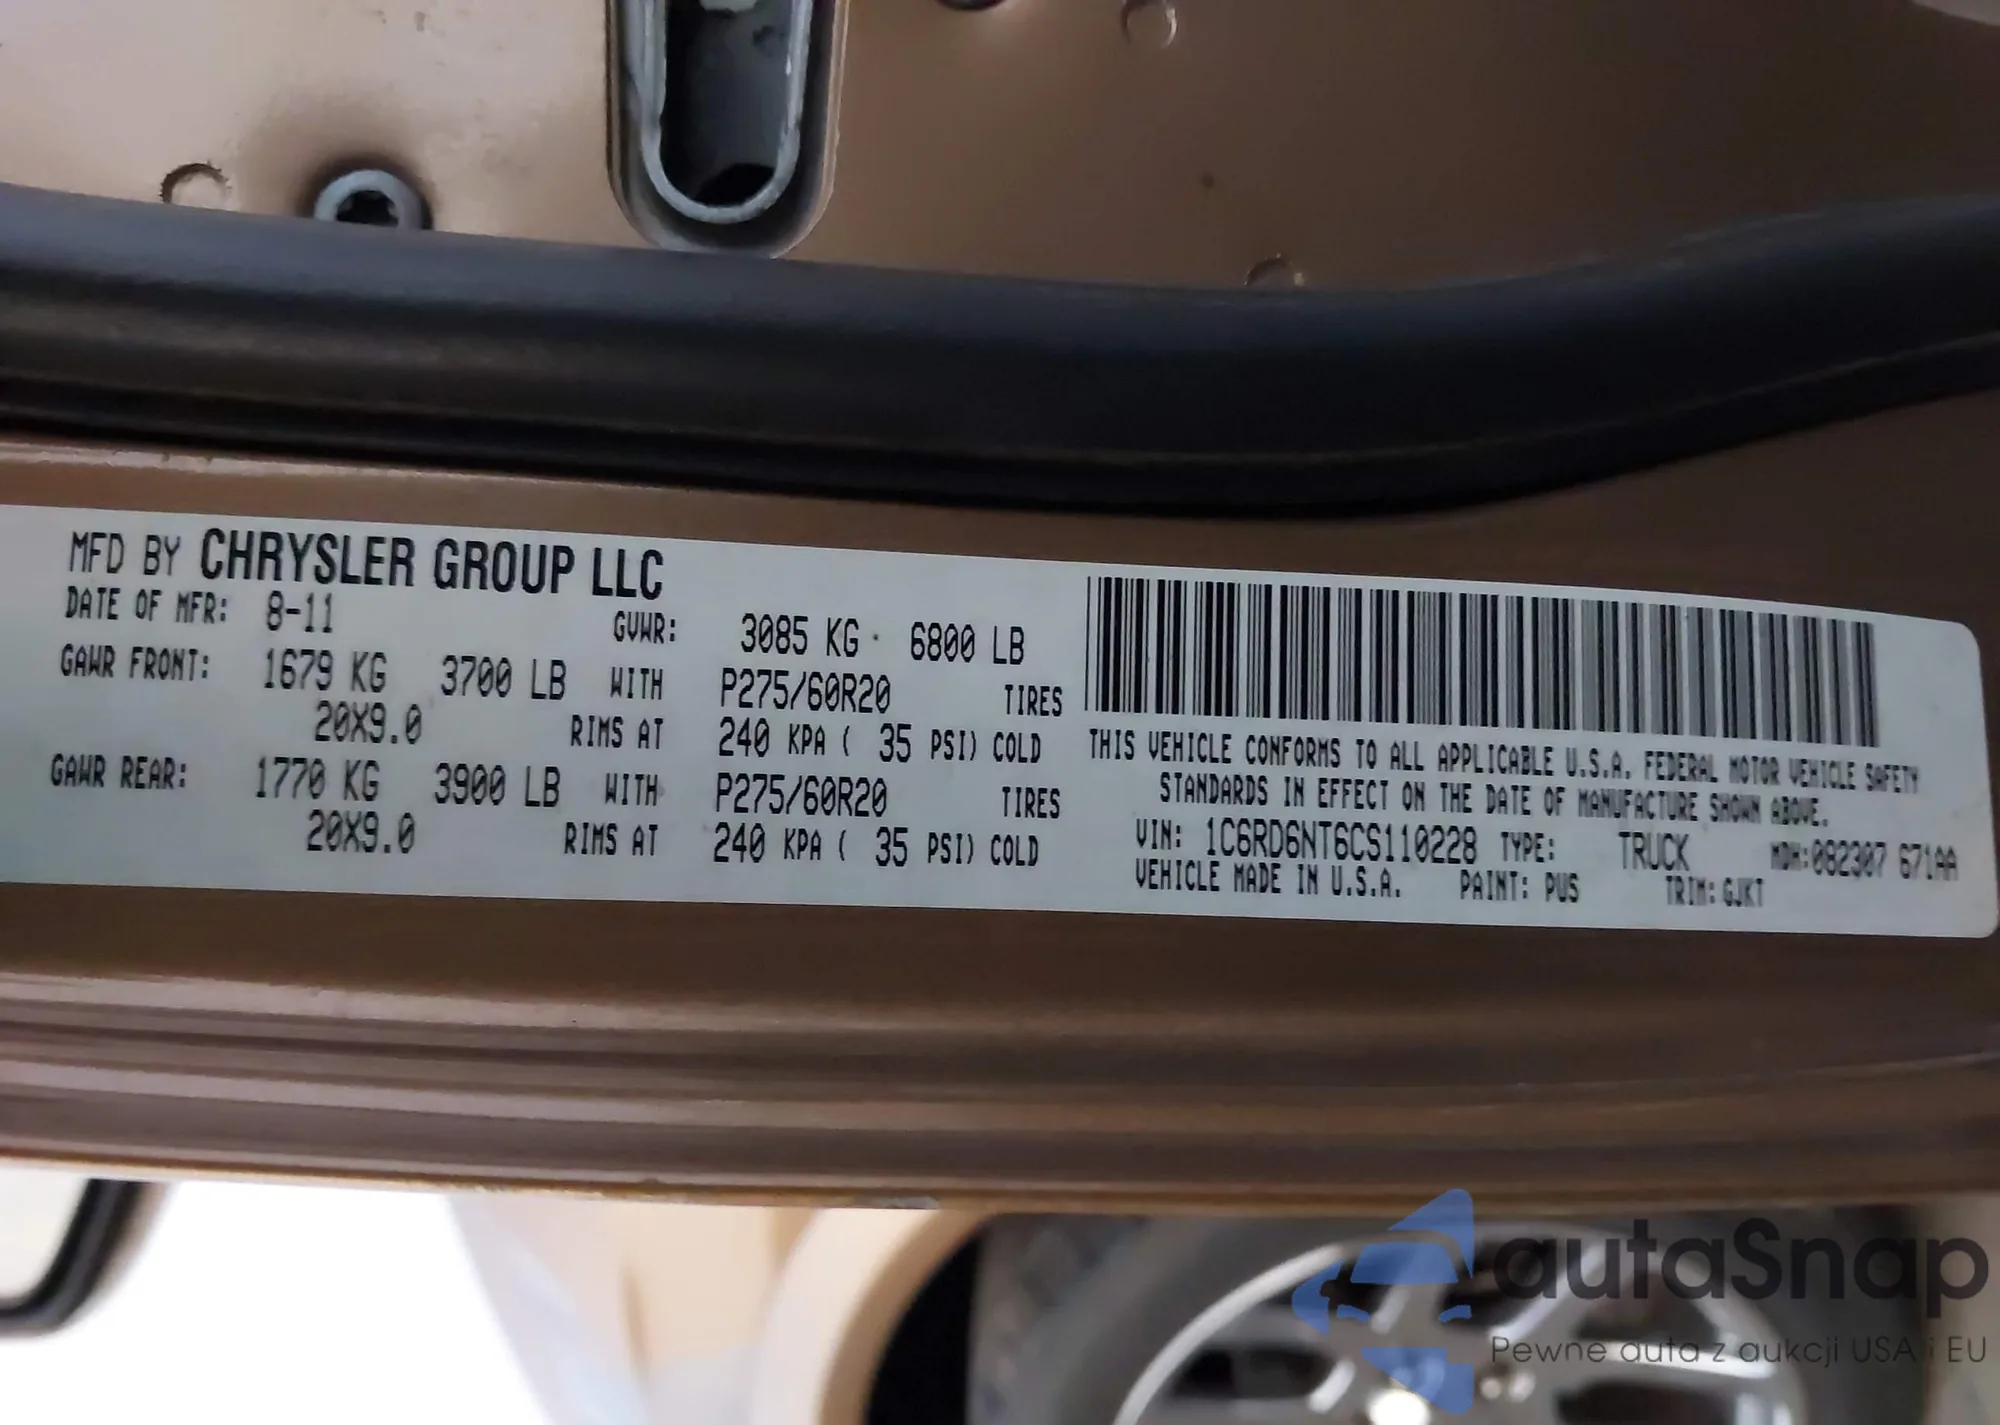 MFD BY CHRYSLER GROUP LLC
DATE OF MFR: 8-11 GVWR: 3085 KG 6800 LB
GAWR FRONT: 1679 KG 3700 LB WITH P275/60R20 TIRES
20X9.0 RIMS AT 240 KPA ( 35 PSI) COLD
GAWR REAR: 1770 KG 3900 LB WITH P275/60R20 TIRES
20X9.0 RIMS AT 240 KPA ( 35 PSI) COLD
THIS VEHICLE CONFORMS TO ALL APPLICABLE U.S.A. FEDERAL MOTOR VEHICLE SAFETY
STANDARDS IN EFFECT ON THE DATE OF MANUFACTURE SHOWN ABOVE.
VIN: 1C6RD6NT6CS110228 TYPE: TRUCK MDH:082307 671AA
VEHICLE MADE IN U.S.A. PAINT: PUS TRIM: GJKT
autaSnap
Pewne auta z aukcji USA i EU